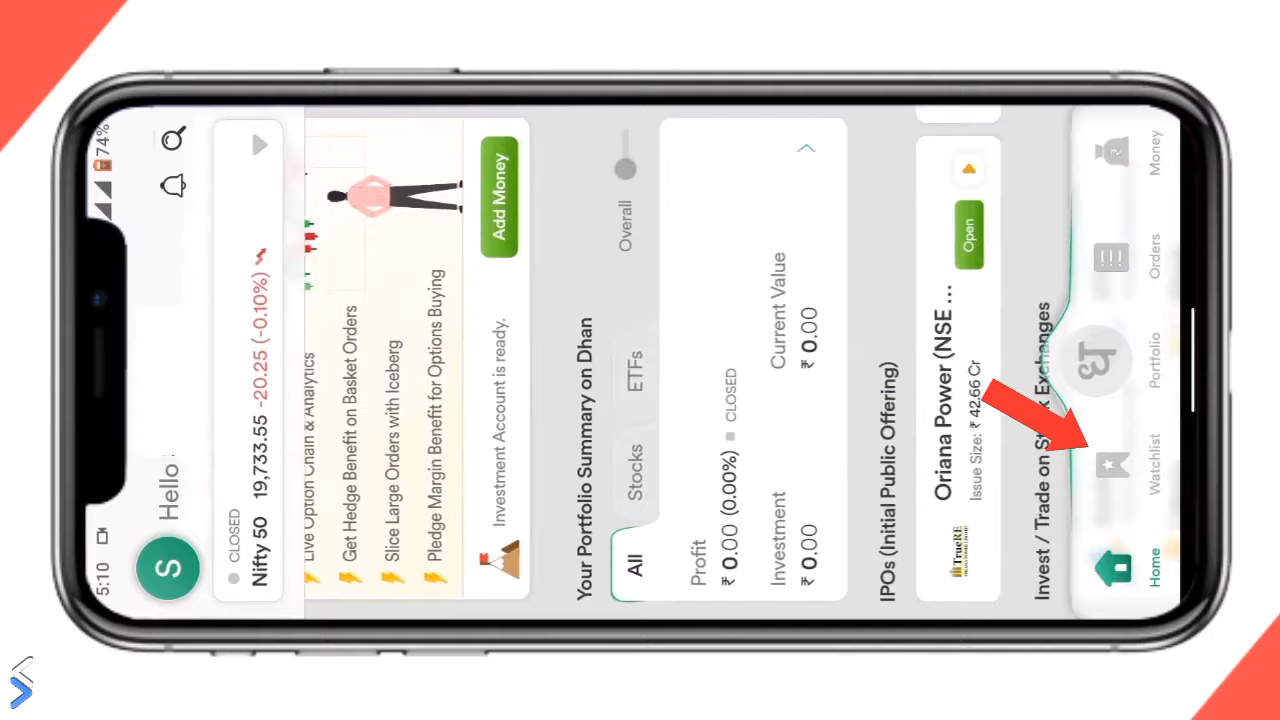 5:10
74%
S
Hello
CLOSED
Nifty 50
19,733.55 -20.25 (-0.10%)
Live Option Chain & Analytics
Get Hedge Benefit on Basket Orders
Slice Large Orders with Iceberg
Pledge Margin Benefit for Options Buying
Investment Account is ready.
Add Money
Your Portfolio Summary on Dhan
Overall
All
Stocks
ETFs
Profit
₹ 0.00 (0.00%)
CLOSED
Investment
₹ 0.00
Current Value
₹ 0.00
IPOs (Initial Public Offering)
TrueRE
Oriana Power (NSE ...
Issue Size: ₹ 42.66 Cr
Open
Invest / Trade on Exchanges
Home
Watchlist
Portfolio
Orders
Money